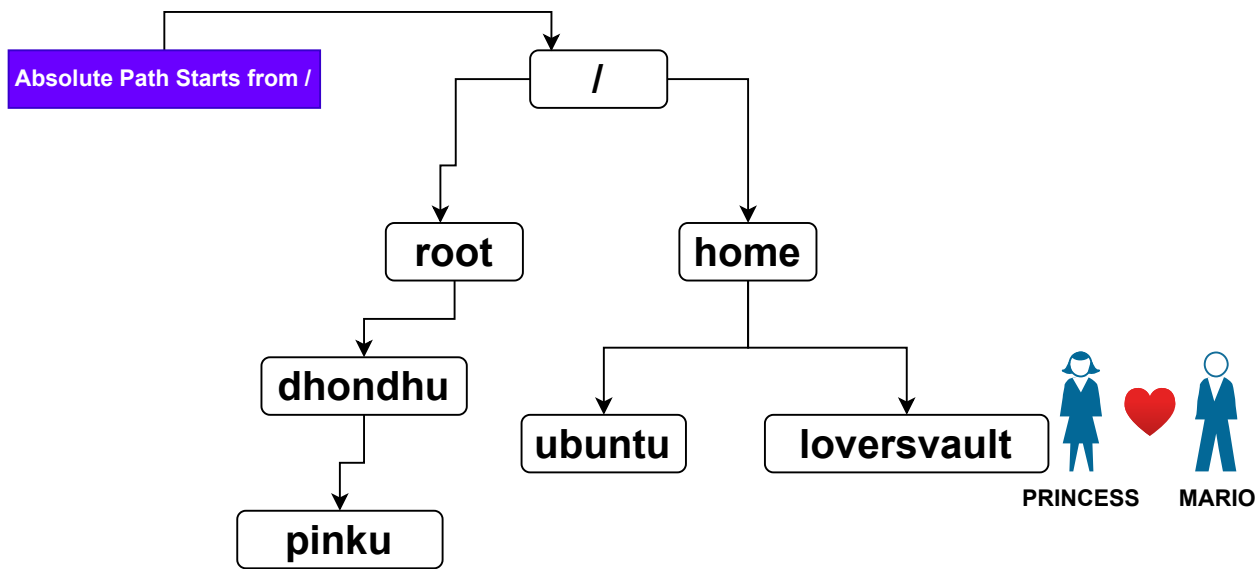 Absolute Path Starts from /
/
root
home
dhondhu
ubuntu
loversvault
PRINCESS
MARIO
pinku